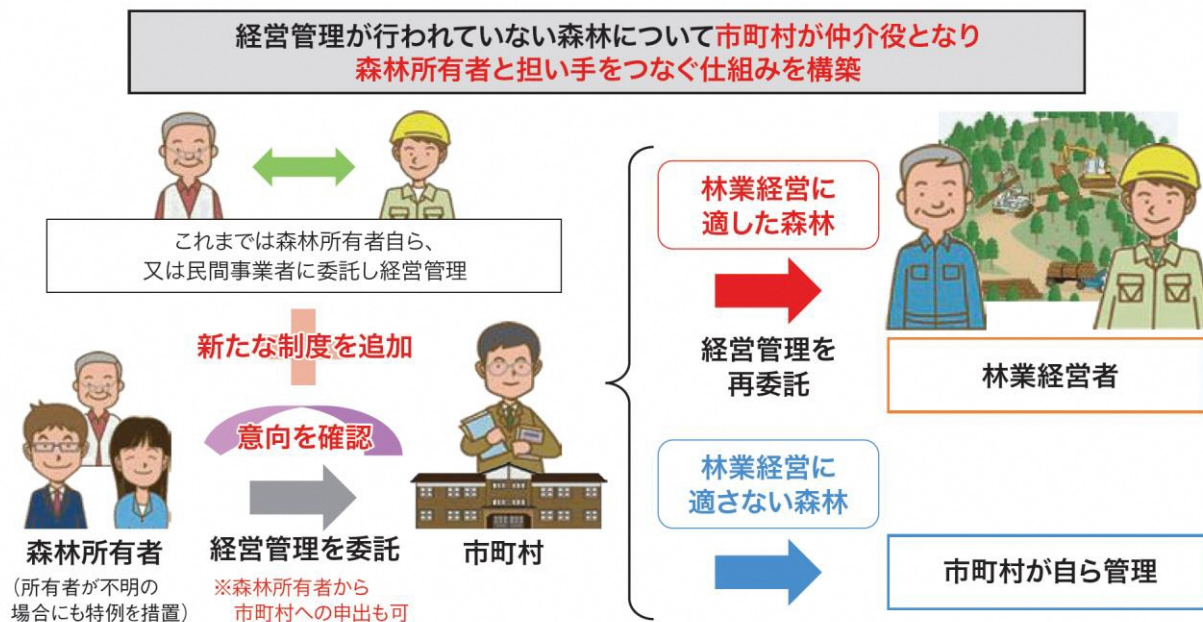 経営管理が行われていない森林について市町村が仲介役となり
森林所有者と担い手をつなぐ仕組みを構築
これまでは森林所有者自ら、
又は民間事業者に委託し経営管理
新たな制度を追加
意向を確認
森林所有者
(所有者が不明の
場合にも特例を措置)
経営管理を委託
※森林所有者から
市町村への申出も可
市町村
林業経営に
適した森林
経営管理を
再委託
林業経営者
林業経営に
適さない森林
市町村が自ら管理